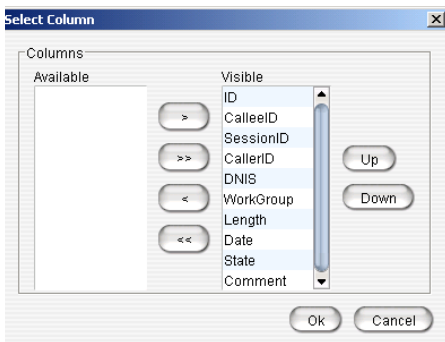 Select Column
Columns
Available
Visible
ID
CalleeID
SessionID
CallerID
DNIS
WorkGroup
Length
Date
State
Comment
>
>>
<
<<
Up
Down
Ok
Cancel